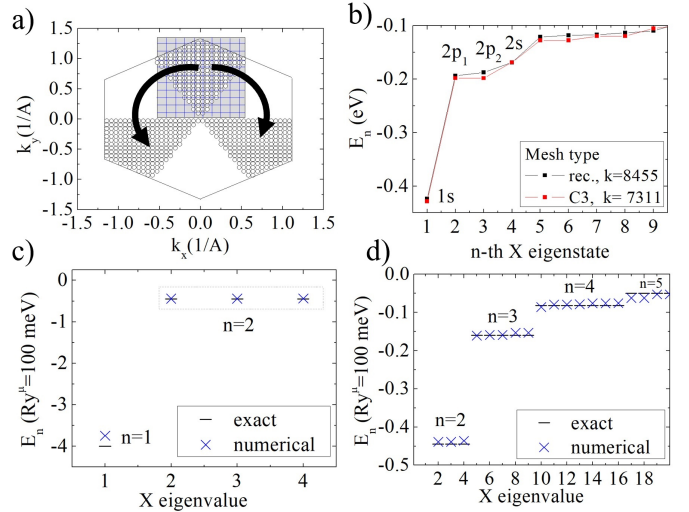 a)
k_y(1/A)
1.5
1.0
0.5
0.0
-0.5
-1.0
-1.5
-1.5 -1.0 -0.5 0.0 0.5 1.0 1.5
k_x(1/A)
b)
E_n (eV)
-0.1
-0.2
-0.3
-0.4
1s
2p_1
2p_2
2s
Mesh type
rec., k=8455
C3, k= 7311
1 2 3 4 5 6 7 8 9
n-th X eigenstate
c)
E_n (Ry^μ=100 meV)
0
-1
-2
-3
-4
n=1
n=2
exact
numerical
1 2 3 4
X eigenvalue
d)
E_n (Ry^μ=100 meV)
0.0
-0.1
-0.2
-0.3
-0.4
-0.5
n=2
n=3
n=4
n=5
exact
numerical
2 4 6 8 10 12 14 16 18
X eigenvalue